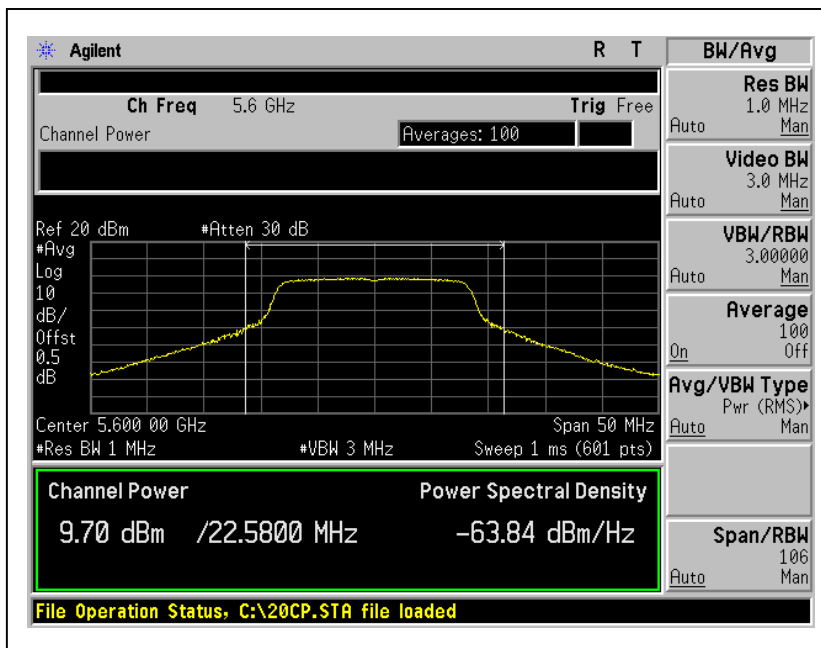 Agilent R T BW/Avg
Ch Freq 5.6 GHz Trig Free
Channel Power Averages: 100
Res BW
1.0 MHz
Auto Man
Video BW
3.0 MHz
Auto Man
VBW/RBW
3.00000
Auto Man
Average
100
On Off
Avg/VBW Type
Pwr (RMS)
Auto Man
Span/RBW
106
Auto Man
Ref 20 dBm #Atten 30 dB
#Avg
Log
10
dB/
Offst
0.5
dB
Center 5.600 00 GHz Span 50 MHz
#Res BW 1 MHz #VBW 3 MHz Sweep 1 ms (601 pts)
Channel Power Power Spectral Density
9.70 dBm /22.5800 MHz -63.84 dBm/Hz
File Operation Status, C:\20CP.STA file loaded